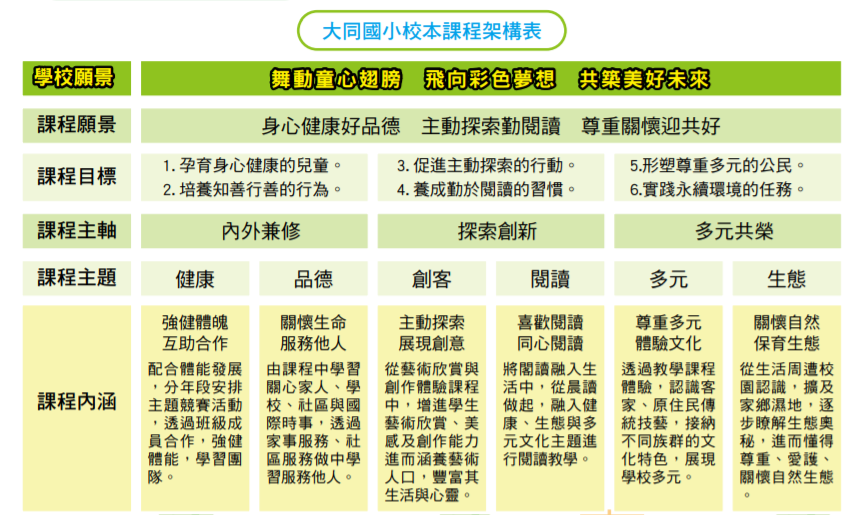 大同國小校本課程架構表
學校願景 舞動童心翅膀 飛向彩色夢想 共築美好未來
課程願景 身心健康好品德 主動探索勤閱讀 尊重關懷迎共好
課程目標
1. 孕育身心健康的兒童。
2. 培養知善行善的行為。
3. 促進主動探索的行動。
4. 養成勤於閱讀的習慣。
5.形塑尊重多元的公民。
6.實踐永續環境的任務。
課程主軸 內外兼修 探索創新 多元共榮
課程主題 健康 品德 創客 閱讀 多元 生態
課程內涵
強健體魄
互助合作
配合體能發展
，分年段安排
主題競賽活動
，透過班級成
員合作，強健
體能，學習團
隊。
關懷生命
服務他人
由課程中學習
關心家人、學
校、社區與國
際時事，透過
家事服務、社
區服務做中學
習服務他人。
主動探索
展現創意
從藝術欣賞與
創作體驗課程
中，增進學生
藝術欣賞、美
感及創作能力
進而涵養藝術
人口，豐富其
生活與心靈。
喜歡閱讀
同心閱讀
將閱讀融入生
活中，從晨讀
做起，融入健
康、生態與多
元文化主題進
行閱讀教學。
尊重多元
體驗文化
透過教學課程
體驗，認識客
家、原住民傳
統技藝，接納
不同族群的文
化特色，展現
學校多元。
關懷自然
保育生態
從生活周遭校
園認識，擴及
家鄉濕地，逐
步瞭解生態奧
秘，進而懂得
尊重、愛護、
關懷自然生態
。